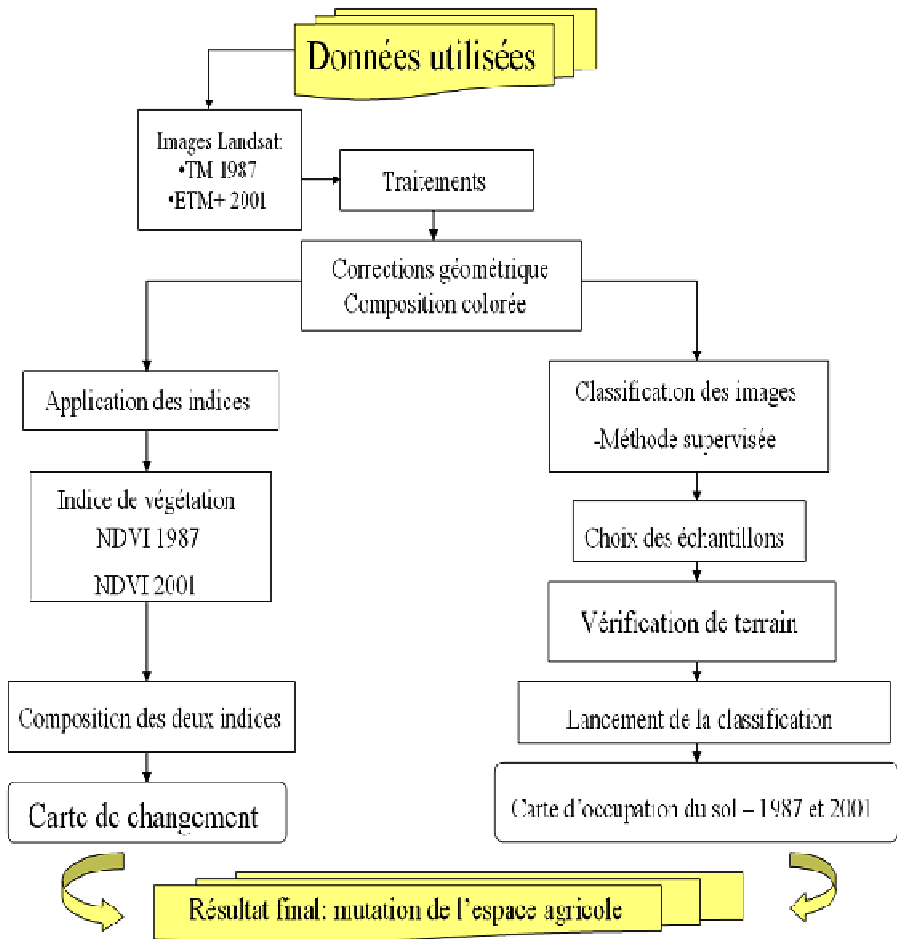 Données utilisées
Images Landsat:
•TM 1987
•ETM+ 2001
Traitements
Corrections géométrique
Composition colorée
Application des indices
Indice de végétation
NDVI 1987
NDVI 2001
Composition des deux indices
Carte de changement
Classification des images
-Méthode supervisée
Choix des échantillons
Vérification de terrain
Lancement de la classification
Carte d'occupation du sol – 1987 et 2001
Résultat final: mutation de l'espace agricole